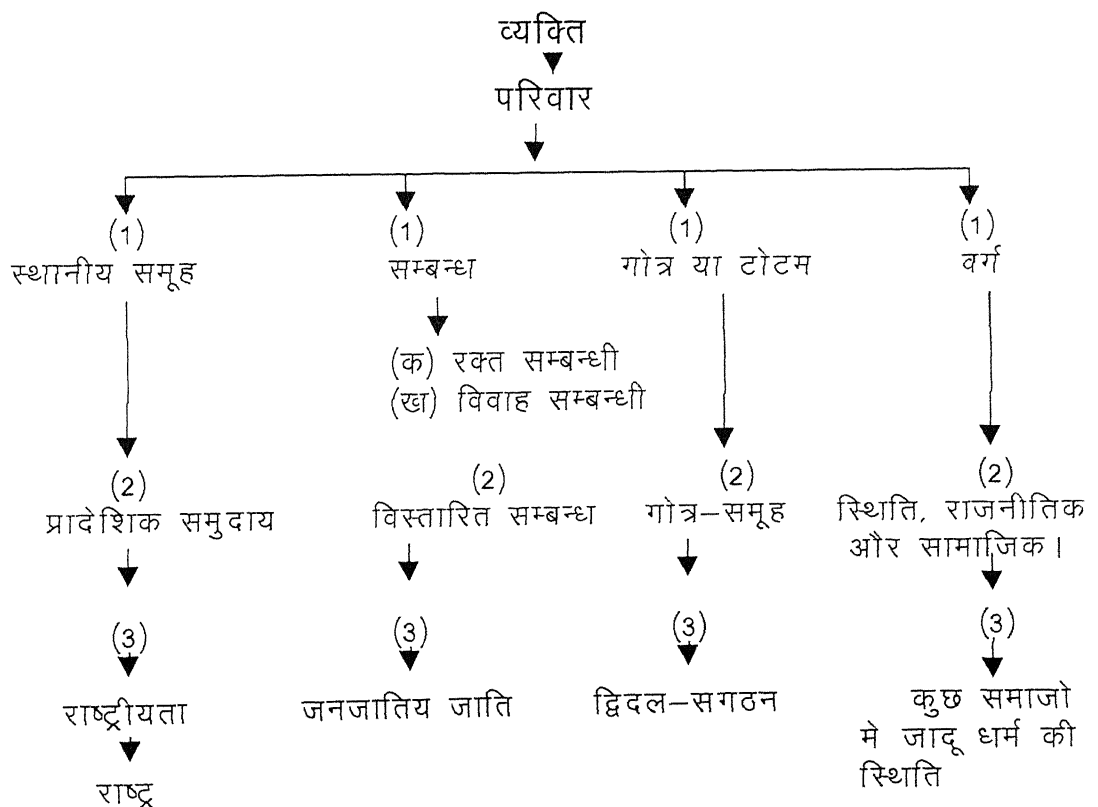 व्यक्ति
परिवार
(1) (1) (1) (1)
स्थानीय समूह सम्बन्ध गोत्र या टोटम वर्ग
(क) रक्त सम्बन्धी
(ख) विवाह सम्बन्धी
(2) (2) (2) (2)
प्रादेशिक समुदाय विस्तारित सम्बन्ध गोत्र–समूह स्थिति, राजनीतिक
और सामाजिक।
(3) (3) (3) (3)
राष्ट्रीयता जनजातिय जाति द्विदल–सगठन कुछ समाजो
मे जादू धर्म की
स्थिति
राष्ट्र